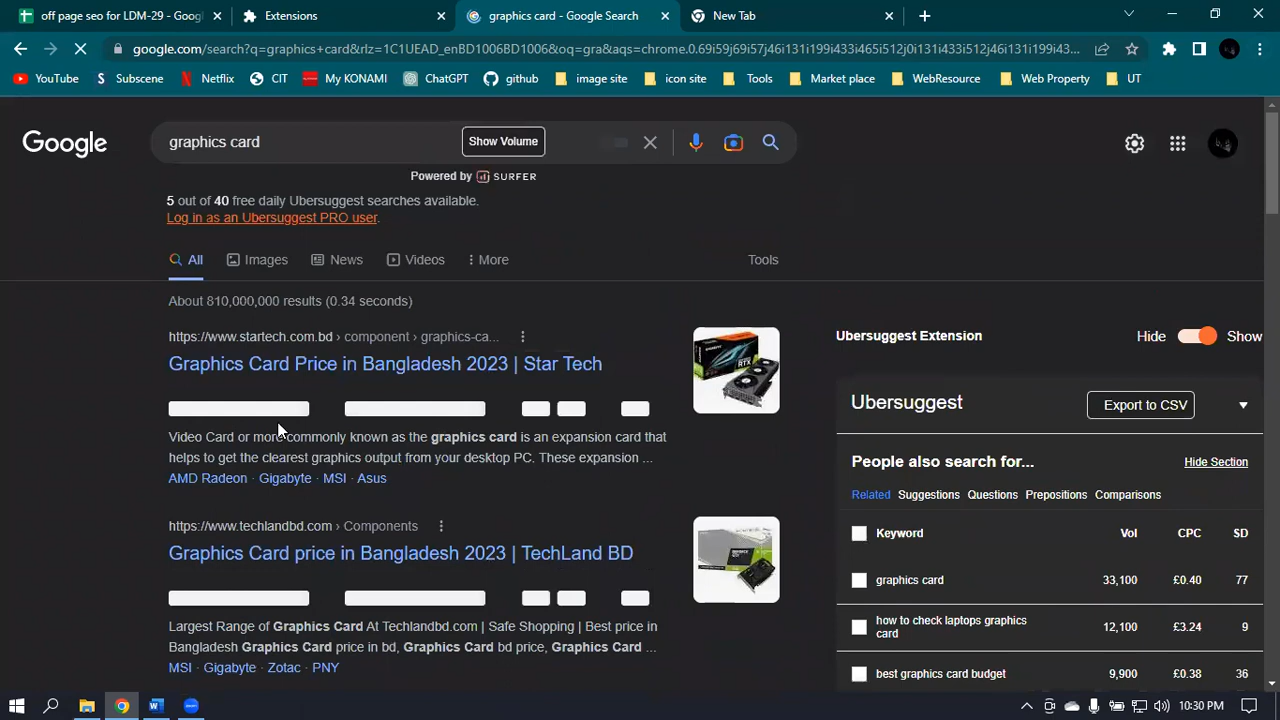 off page seo for LDM-29 - Googl
Extensions
graphics card - Google Search
New Tab
google.com/search?q=graphics+card&rlz=1C1UEAD_enBD1006BD1006&oq=gra&aqs=chrome.0.69i59j69i57j46i131i199i433i465i512j0i131i433i512j46i131i199i43...
YouTube
Subscene
Netflix
CIT
My KONAMI
ChatGPT
github
image site
icon site
Tools
Market place
WebResource
Web Property
UT
Google
graphics card
Show Volume
Powered by SURFER
5 out of 40 free daily Ubersuggest searches available.
Log in as an Ubersuggest PRO user.
All
Images
News
Videos
More
Tools
About 810,000,000 results (0.34 seconds)
https://www.startech.com.bd › component › graphics-ca...
Graphics Card Price in Bangladesh 2023 | Star Tech
Video Card or more commonly known as the graphics card is an expansion card that
helps to get the clearest graphics output from your desktop PC. These expansion ...
AMD Radeon · Gigabyte · MSI · Asus
https://www.techlandbd.com › Components
Graphics Card price in Bangladesh 2023 | TechLand BD
Largest Range of Graphics Card At Techlandbd.com | Safe Shopping | Best price in
Bangladesh Graphics Card price in bd, Graphics Card bd price, Graphics Card ...
MSI · Gigabyte · Zotac · PNY
Ubersuggest Extension
Hide
Show
Ubersuggest
Export to CSV
People also search for...
Hide Section
Related Suggestions Questions Prepositions Comparisons
Keyword Vol CPC SD
graphics card 33,100 £0.40 77
how to check laptops graphics
card 12,100 £3.24 9
best graphics card budget 9,900 £0.38 36
10:30 PM